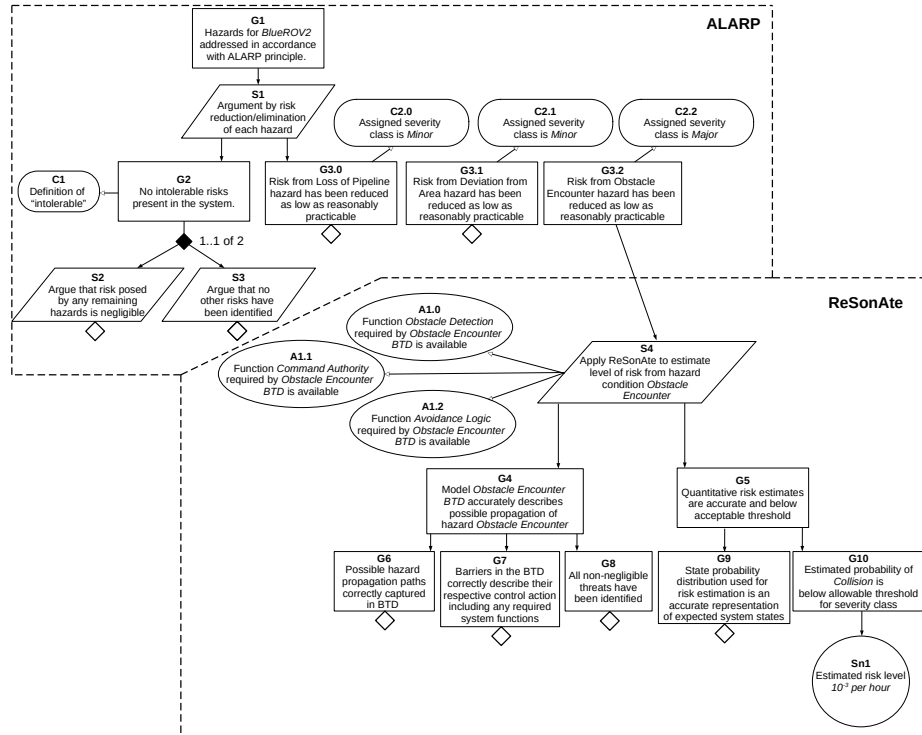 ALARP
G1
Hazards for BlueROV2
addressed in accordance
with ALARP principle.
S1
Argument by risk
reduction/elimination
of each hazard
C2.0
Assigned severity
class is Minor
C2.1
Assigned severity
class is Minor
C2.2
Assigned severity
class is Major
C1
Definition of
“intolerable”
G2
No intolerable risks
present in the system.
G3.0
Risk from Loss of Pipeline
hazard has been reduced
as low as reasonably
practicable
G3.1
Risk from Deviation from
Area hazard has been
reduced as low as
reasonably practicable
G3.2
Risk from Obstacle
Encounter hazard has been
reduced as low as
reasonably practicable
1..1 of 2
S2
Argue that risk posed
by any remaining
hazards is negligible
S3
Argue that no
other risks have
been identified
ReSonAte
A1.0
Function Obstacle Detection
required by Obstacle Encounter
BTD is available
A1.1
Function Command Authority
required by Obstacle Encounter
BTD is available
A1.2
Function Avoidance Logic
required by Obstacle Encounter
BTD is available
S4
Apply ReSonAte to estimate
level of risk from hazard
condition Obstacle
Encounter
G4
Model Obstacle Encounter
BTD accurately describes
possible propagation of
hazard Obstacle Encounter
G5
Quantitative risk estimates
are accurate and below
acceptable threshold
G6
Possible hazard
propagation paths
correctly captured
in BTD
G7
Barriers in the BTD
correctly describe their
respective control action
including any required
system functions
G8
All non-negligible
threats have
been identified
G9
State probability
distribution used for
risk estimation is an
accurate representation
of expected system states
G10
Estimated probability of
Collision is
below allowable threshold
for severity class
Sn1
Estimated risk level
10⁻³ per hour